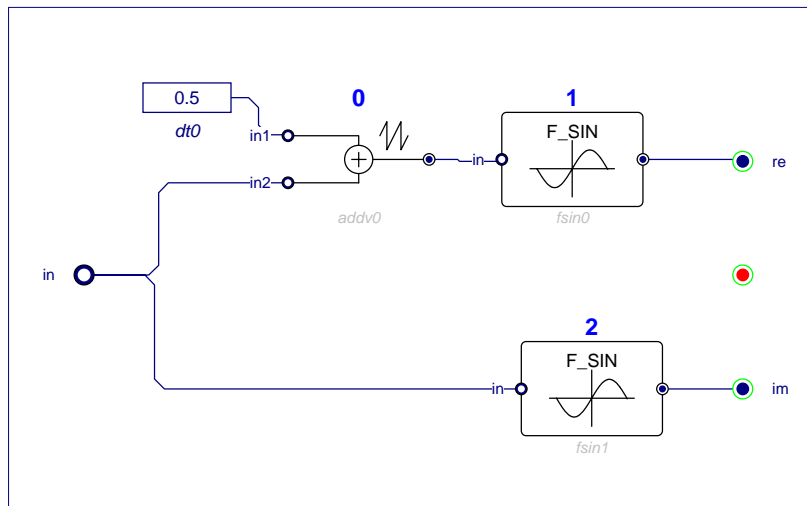 0.5
dt0
0
in1
in2
addv0
in
1
F_SIN
fsin0
re
in
2
in
F_SIN
fsin1
im